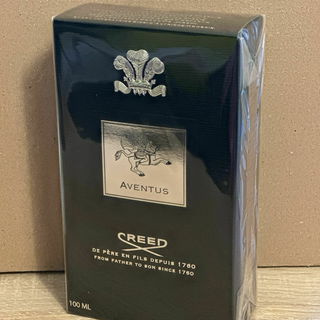 AVENTUS
CREED
DE PÈRE EN FILS DEPUIS 1760
FROM FATHER TO SON SINCE 1760
100 ML